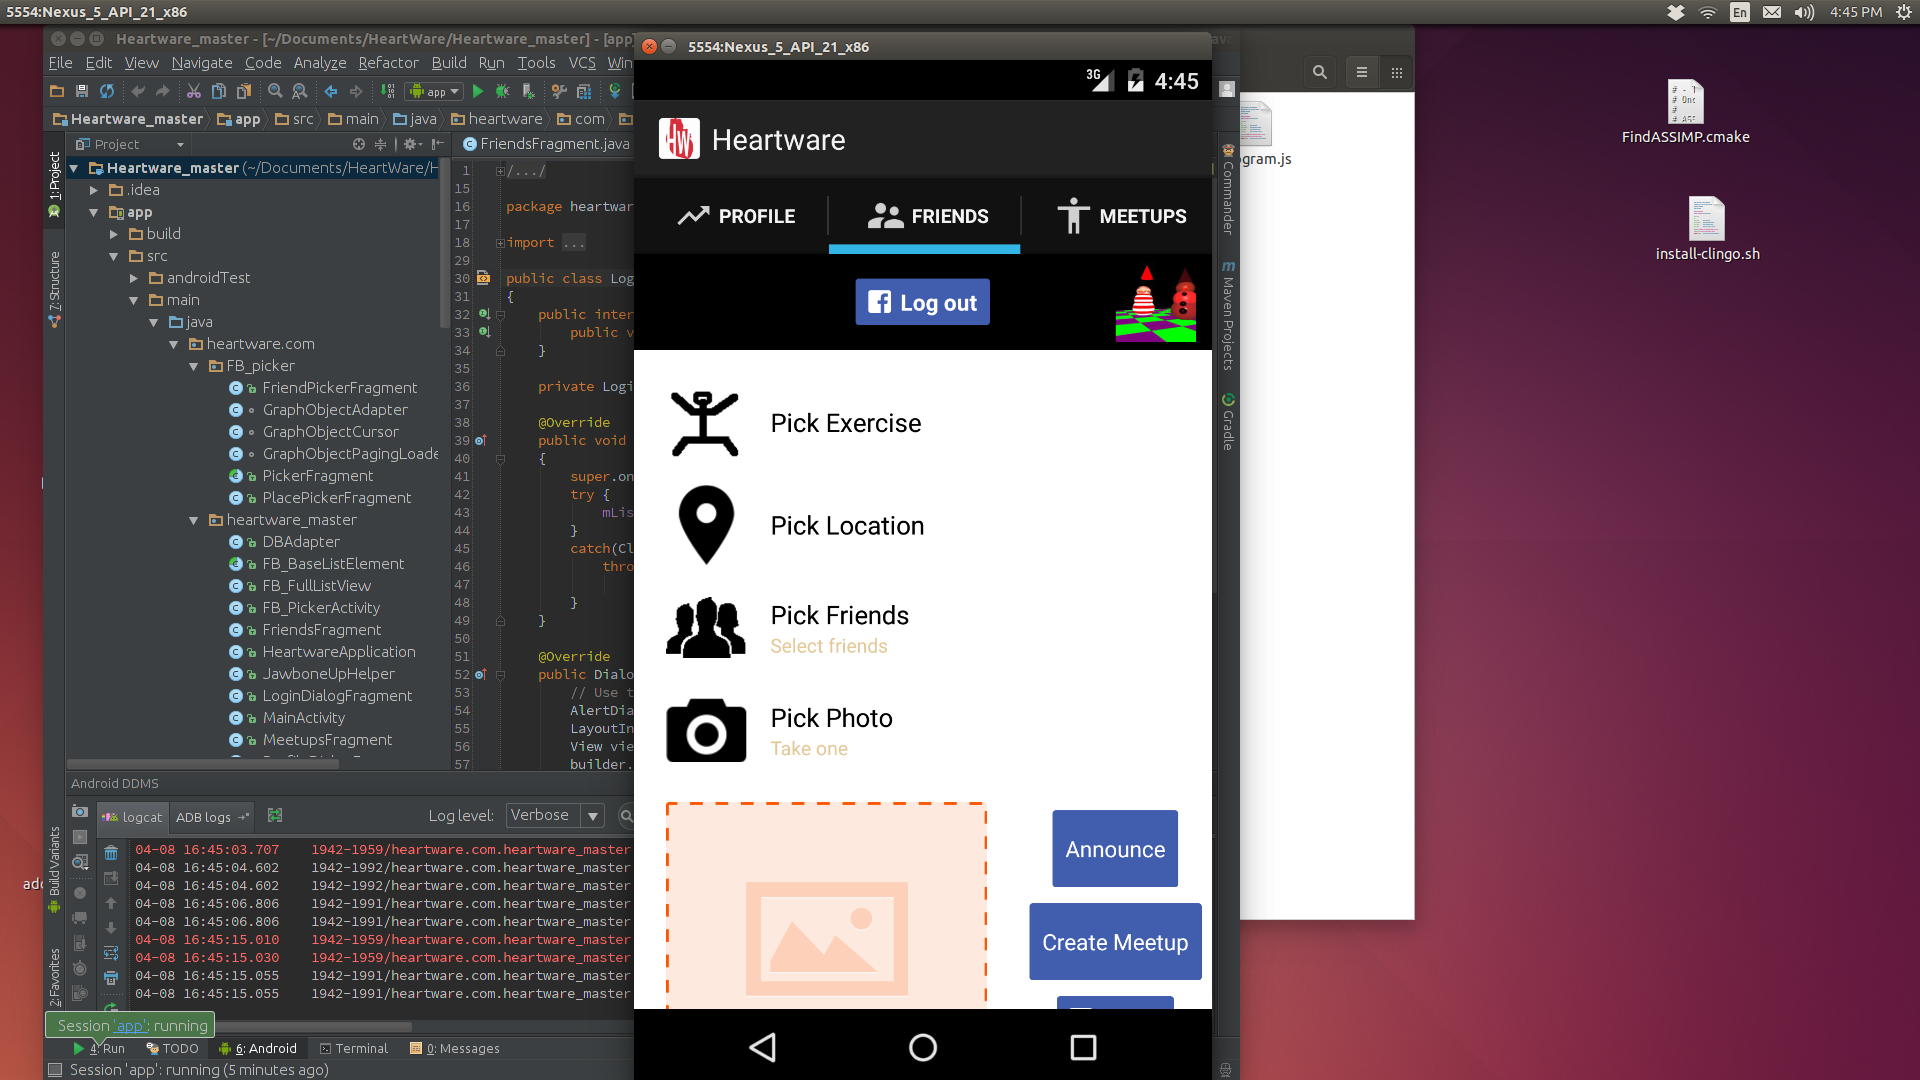 5554:Nexus_5_API_21_x86
En
4:45 PM
Heartware_master - [~/Documents/HeartWare/Heartware_master] - [app
File Edit View Navigate Code Analyze Refactor Build Run Tools VCS Win
app
Heartware_master app src main java heartware com
Project
FriendsFragment.java
1: Project
Z: Structure
Build Variants
2: Favorites
Heartware_master (~/Documents/HeartWare/H
.idea
app
build
src
androidTest
main
java
heartware.com
FB_picker
FriendPickerFragment
GraphObjectAdapter
GraphObjectCursor
GraphObjectPagingLoade
PickerFragment
PlacePickerFragment
heartware_master
DBAdapter
FB_BaseListElement
FB_FullListView
FB_PickerActivity
FriendsFragment
HeartwareApplication
JawboneUpHelper
LoginDialogFragment
MainActivity
MeetupsFragment
1 /.../
15
16 package heartwar
17
18 import ...
29
30 public class Log
31 {
32 public inter
33 public v
34 }
35
36 private Logi
37
38 @Override
39 public void
40 {
41 super.on
42 try {
43 mLis
44 }
45 catch(Cl
46 thro
47
48 }
49 }
50
51 @Override
52 public Dialo
53 // Use t
54 AlertDia
55 LayoutIn
56 View vie
57 builder.
Android DDMS
logcat
ADB logs
Log level: Verbose
04-08 16:45:03.707 1942-1959/heartware.com.heartware_master
04-08 16:45:04.602 1942-1992/heartware.com.heartware_master
04-08 16:45:04.602 1942-1992/heartware.com.heartware_master
04-08 16:45:06.806 1942-1991/heartware.com.heartware_master
04-08 16:45:06.806 1942-1991/heartware.com.heartware_master
04-08 16:45:15.010 1942-1959/heartware.com.heartware_master
04-08 16:45:15.030 1942-1959/heartware.com.heartware_master
04-08 16:45:15.055 1942-1991/heartware.com.heartware_master
04-08 16:45:15.055 1942-1991/heartware.com.heartware_master
Session 'app': running
4: Run TODO 6: Android Terminal 0: Messages
Session 'app': running (5 minutes ago)
5554:Nexus_5_API_21_x86
3G 4:45
HW Heartware
PROFILE FRIENDS MEETUPS
Log out
Pick Exercise
Pick Location
Pick Friends
Select friends
Pick Photo
Take one
Announce
Create Meetup
Commander
Maven Projects
Gradle
ogram.js
FindASSIMP.cmake
install-clingo.sh